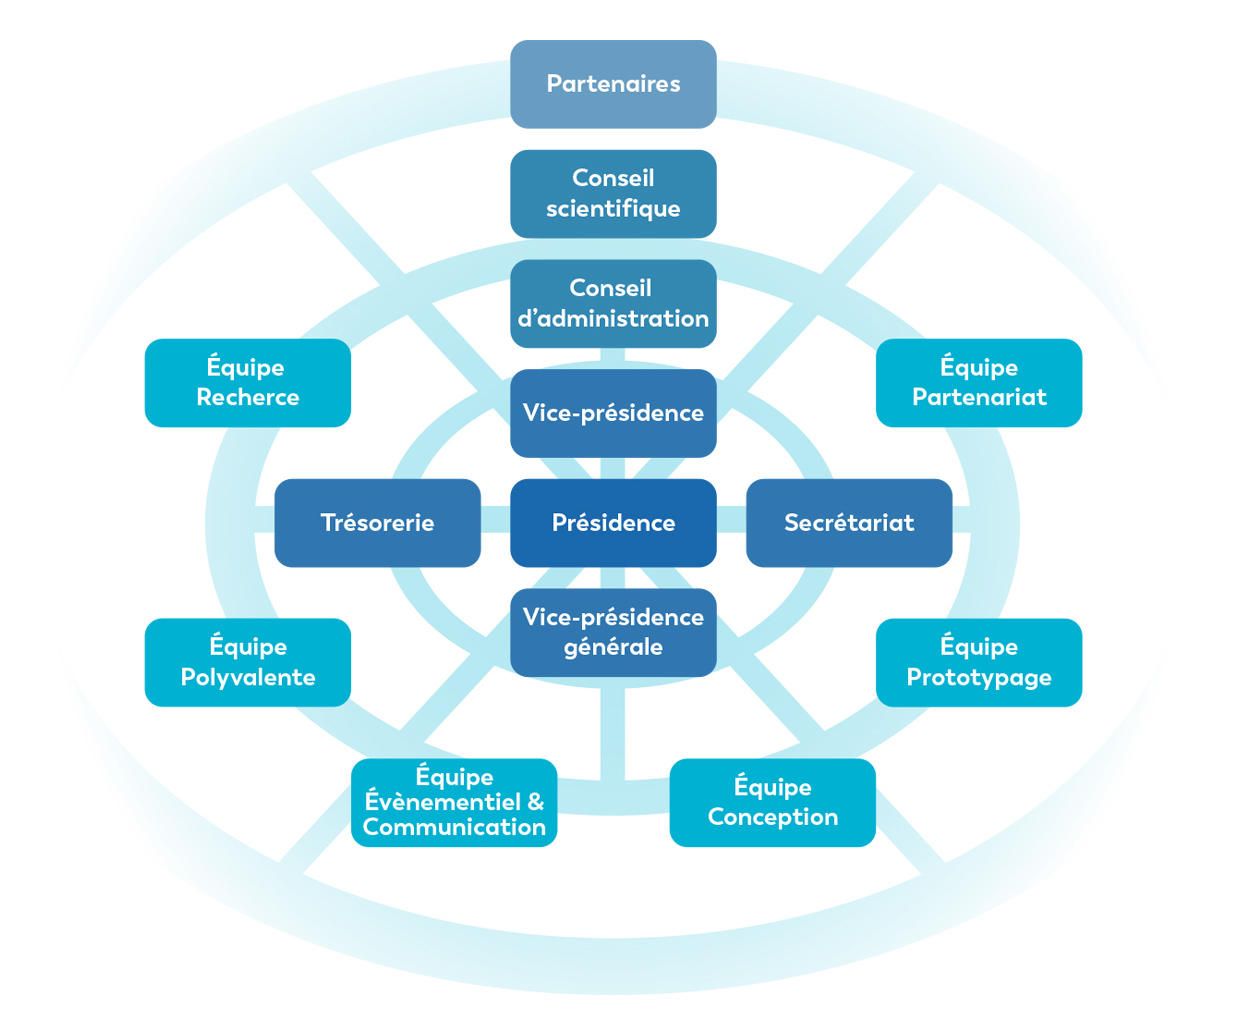 Partenaires
Conseil
scientifique
Conseil
d’administration
Équipe
Recherce
Équipe
Partenariat
Vice-présidence
Trésorerie
Présidence
Secrétariat
Vice-présidence
générale
Équipe
Polyvalente
Équipe
Prototypage
Équipe
Évènementiel &
Communication
Équipe
Conception